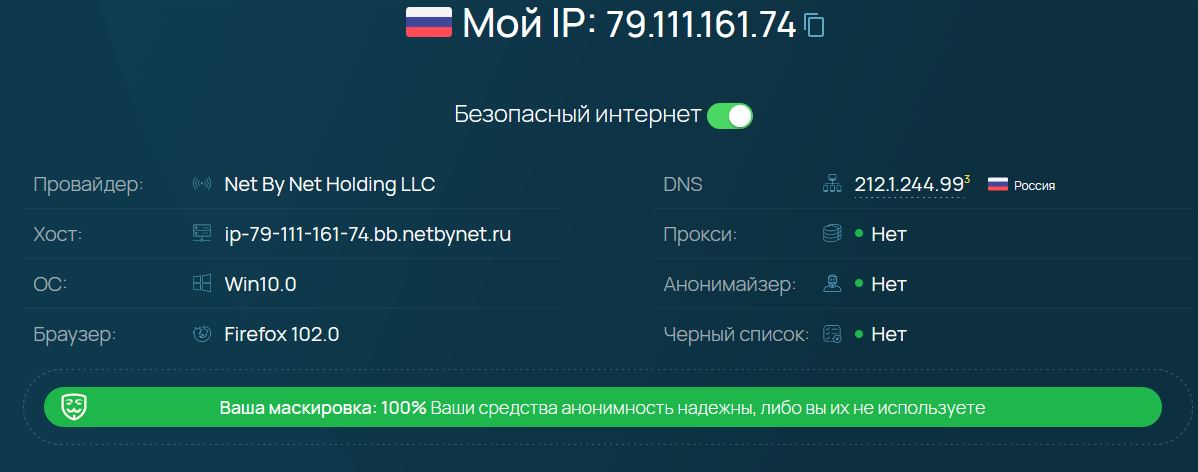 Мой IP: 79.111.161.74
Безопасный интернет
Провайдер: Net By Net Holding LLC
Хост: ip-79-111-161-74.bb.netbynet.ru
ОС: Win10.0
Браузер: Firefox 102.0
DNS 212.1.244.99³ Россия
Прокси: Нет
Анонимайзер: Нет
Черный список: Нет
Ваша маскировка: 100% Ваши средства анонимность надежны, либо вы их не используете